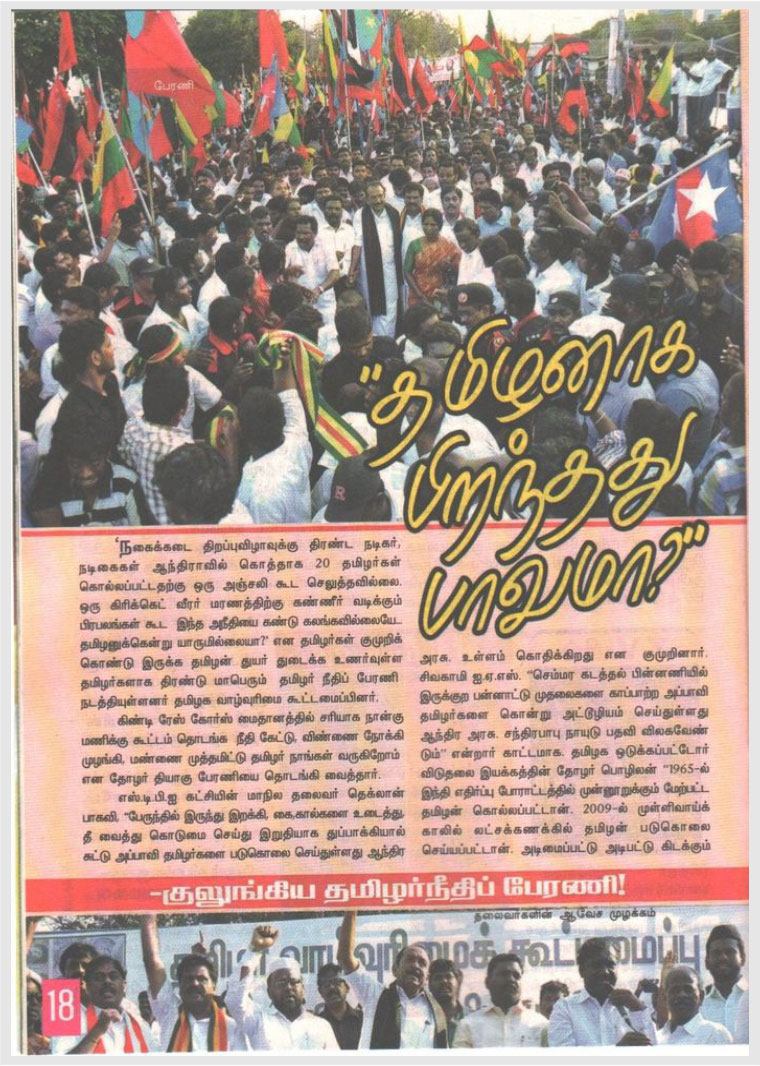 பேரணி
"தமிழனாக
பிறந்தது
பாவமா?"
'நகைக்கடை திறப்புவிழாவுக்கு திரண்ட நடிகர்,
நடிகைகள் ஆந்திராவில் கொத்தாக 20 தமிழர்கள்
கொல்லப்பட்டதற்கு ஒரு அஞ்சலி கூட செலுத்தவில்லை.
ஒரு கிரிக்கெட் வீரர் மரணத்திற்கு கண்ணீர் வடிக்கும்
பிரபலங்கள் கூட இந்த அநீதியை கண்டு கலங்கவில்லையே..
தமிழனுக்கென்று யாருமில்லையா?' என தமிழர்கள் குமுறிக்
கொண்டு இருக்க தமிழன் துயர் துடைக்க உணர்வுள்ள
தமிழர்களாக திரண்டு மாபெரும் தமிழர் நீதிப் பேரணி
நடத்தியுள்ளனர் தமிழக வாழ்வுரிமை கூட்டமைப்பினர்.
கிண்டி ரேஸ் கோர்ஸ் மைதானத்தில் சரியாக நான்கு
மணிக்கு கூட்டம் தொடங்க நீதி கேட்டு, விண்ணை நோக்கி
முழங்கி, மண்ணை முத்தமிட்டு தமிழர் நாங்கள் வருகிறோம்
என தோழர் தியாகு பேரணியை தொடங்கி வைத்தார்.
எஸ்.டி.பி.ஐ கட்சியின் மாநில தலைவர் தெக்லான்
பாகவி, "பேருந்தில் இருந்து இறக்கி, கை,கால்களை உடைத்து,
தீ வைத்து கொடுமை செய்து இறுதியாக துப்பாக்கியால்
சுட்டு அப்பாவி தமிழர்களை படுகொலை செய்துள்ளது ஆந்திர
அரசு. உள்ளம் கொதிக்கிறது என குமுறினார்.
சிவகாமி ஐ.ஏ.எஸ். "செம்மர கடத்தல் பின்னணியில்
இருக்குற பன்னாட்டு முதலைகளை காப்பாற்ற அப்பாவி
தமிழர்களை கொன்று அட்டூழியம் செய்துள்ளது
ஆந்திர அரசு. சந்திரபாபு நாயுடு பதவி விலகவேண்
டும்" என்றார் காட்டமாக. தமிழக ஒடுக்கப்பட்டோர்
விடுதலை இயக்கத்தின் தோழர் பொழிலன் "1965-ல்
இந்தி எதிர்ப்பு போராட்டத்தில் முன்னூறுக்கும் மேற்பட்ட
தமிழன் கொல்லப்பட்டான். 2009-ல் முள்ளிவாய்க்
காலில் லட்சக்கணக்கில் தமிழன் படுகொலை
செய்யப்பட்டான். அடிமைப்பட்டு அடிபட்டு கிடக்கும்
-குலுங்கிய தமிழர்நீதிப் பேரணி!
தலைவர்களின் ஆவேச முழக்கம்
வாழ்வுரிமைக் கூட்டமைப்பு
18